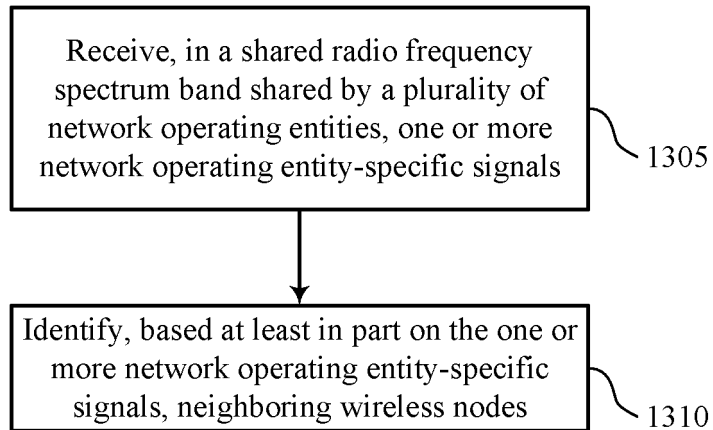 Receive, in a shared radio frequency
spectrum band shared by a plurality of
network operating entities, one or more
network operating entity-specific signals
1305
Identify, based at least in part on the one or
more network operating entity-specific
signals, neighboring wireless nodes
1310